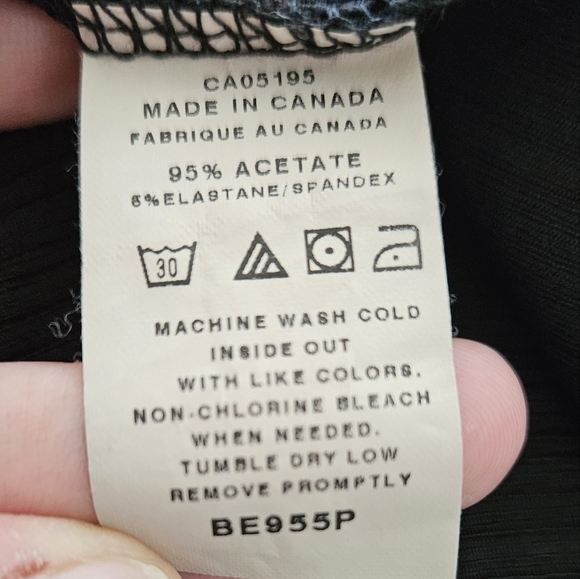 CA05195
MADE IN CANADA
FABRIQUE AU CANADA
95% ACETATE
5% ELASTANE/SPANDEX
30
MACHINE WASH COLD
INSIDE OUT
WITH LIKE COLORS.
NON-CHLORINE BLEACH
WHEN NEEDED.
TUMBLE DRY LOW
REMOVE PROMPTLY
BE955P